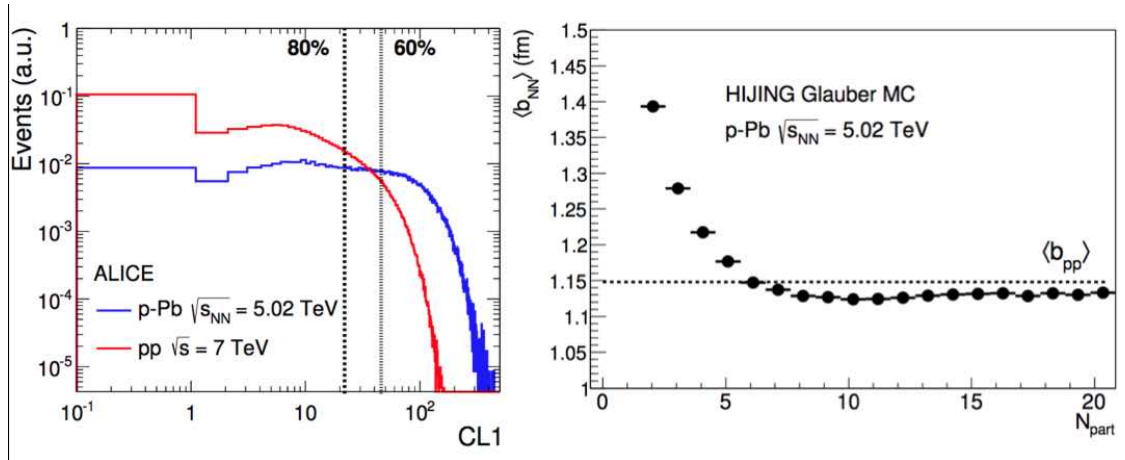 Events (a.u.)
1
10⁻¹
10⁻²
10⁻³
10⁻⁴
10⁻⁵
80%
60%
ALICE
p-Pb √s_NN = 5.02 TeV
pp √s = 7 TeV
10⁻¹
1
10
10²
CL1
⟨b_NN⟩ (fm)
1.5
1.45
1.4
1.35
1.3
1.25
1.2
1.15
1.1
1.05
1
HIJING Glauber MC
p-Pb √s_NN = 5.02 TeV
⟨b_pp⟩
0
5
10
15
20
N_part